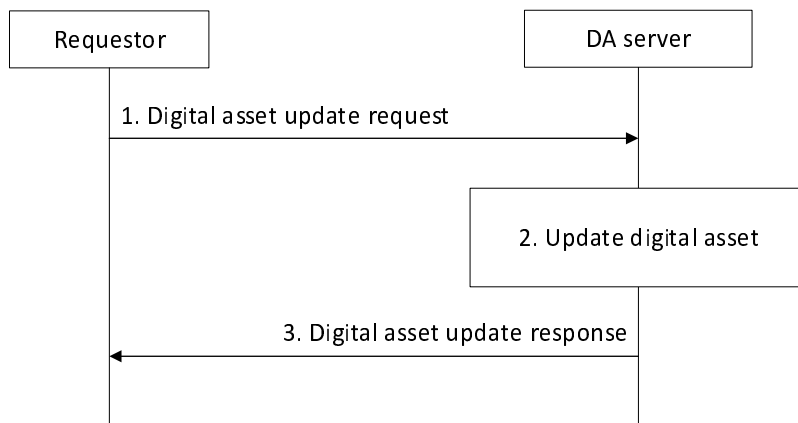 Requestor
DA server
1. Digital asset update request
2. Update digital asset
3. Digital asset update response